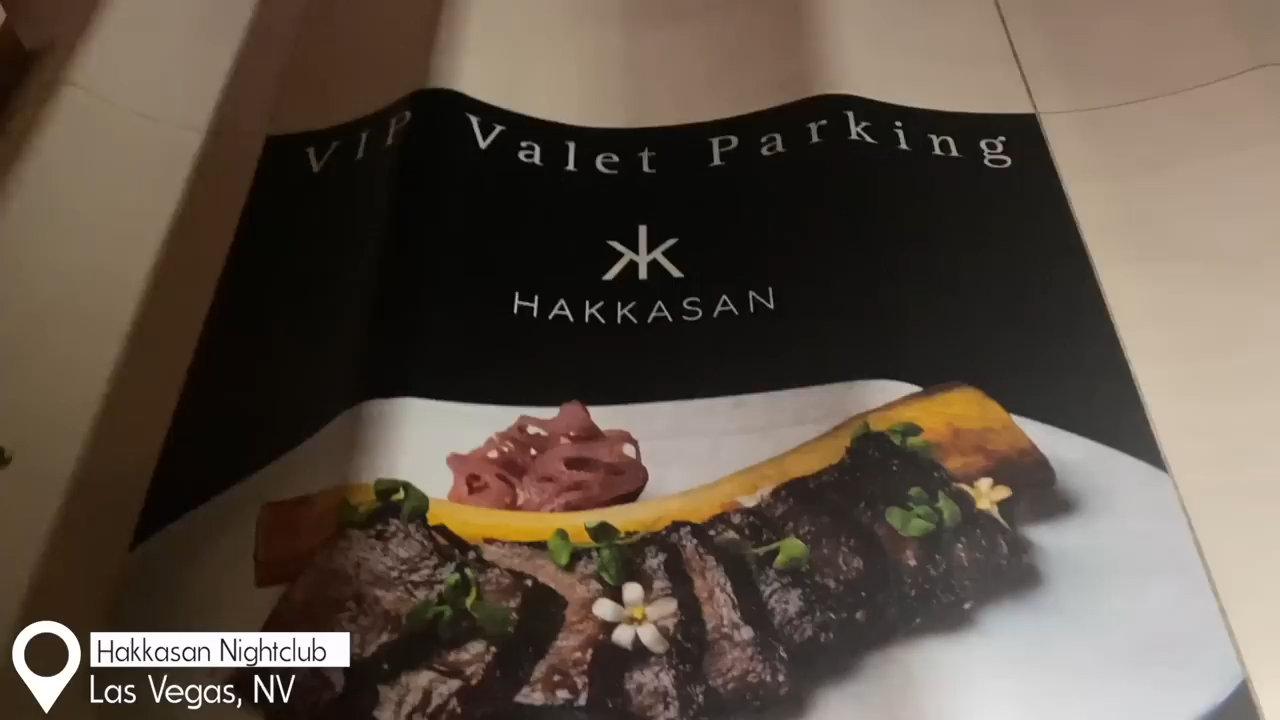 VIP Valet Parking
HAKKASAN
Hakkasan Nightclub
Las Vegas, NV